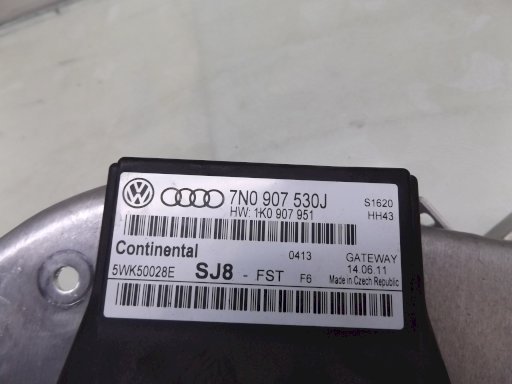 7N0 907 530J
S1620
HW: 1K0 907 951
HH43
Continental
0413
GATEWAY
14.06.11
5WK50028E
SJ8 - FST
F6
Made in Czech Republic